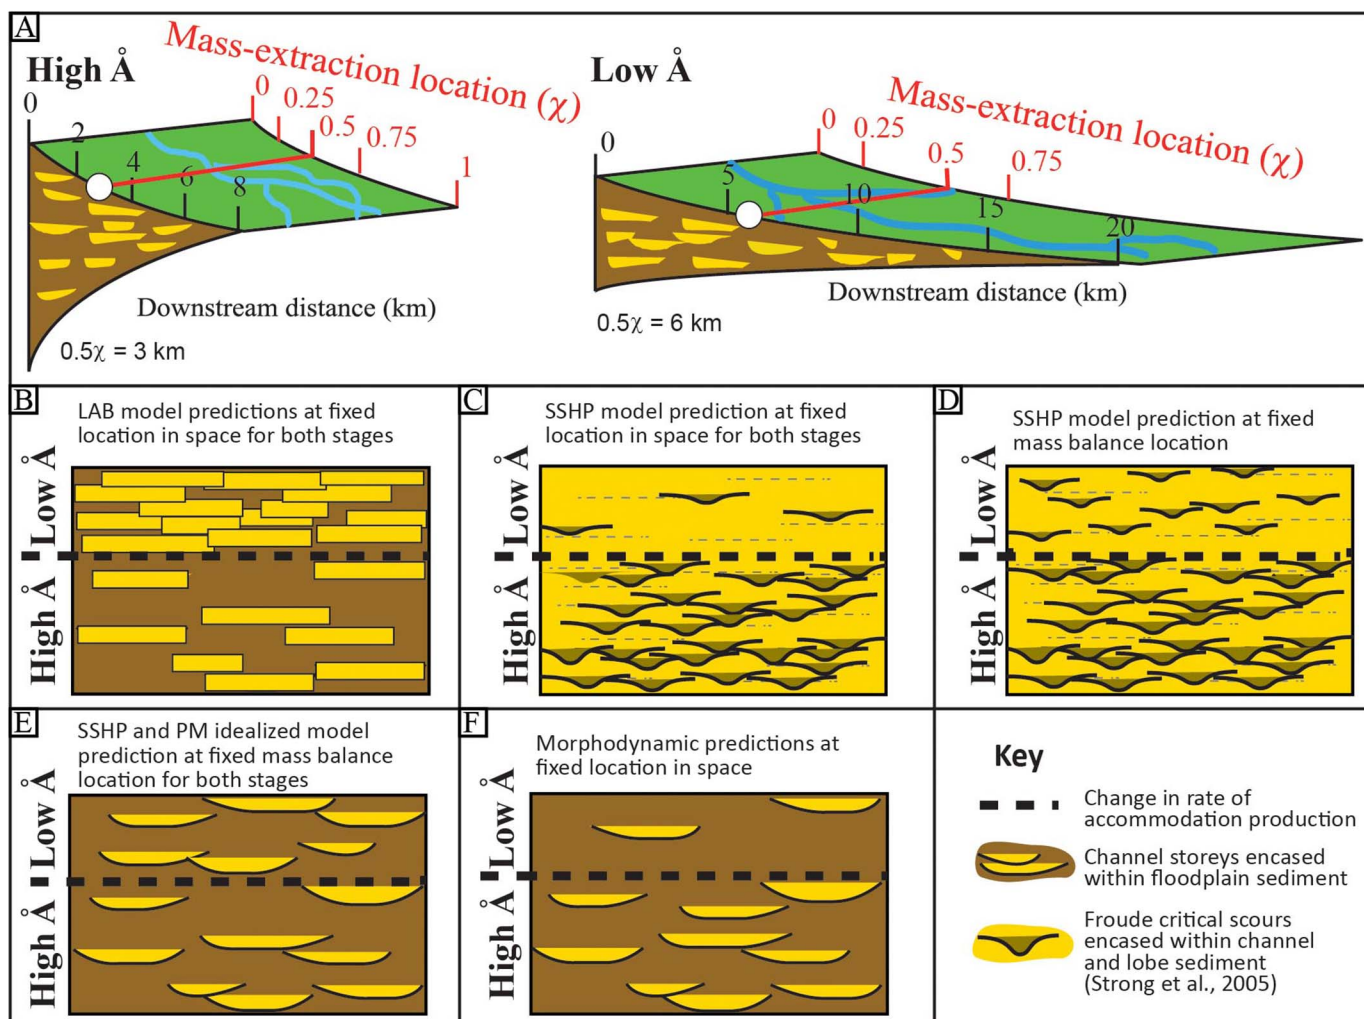 A
High Å
Mass-extraction location (χ)
0
0.25
0.5
0.75
1
0
2
4
6
8
Downstream distance (km)
0.5χ = 3 km
Low Å
Mass-extraction location (χ)
0
0.25
0.5
0.75
0
5
10
15
20
Downstream distance (km)
0.5χ = 6 km
B
LAB model predictions at fixed
location in space for both stages
Low Å
High Å
C
SSHP model prediction at fixed
location in space for both stages
Low Å
High Å
D
SSHP model prediction at fixed
mass balance location
Low Å
High Å
E
SSHP and PM idealized model
prediction at fixed mass balance
location for both stages
Low Å
High Å
F
Morphodynamic predictions at
fixed location in space
Low Å
High Å
Key
Change in rate of
accommodation production
Channel storeys encased
within floodplain sediment
Froude critical scours
encased within channel
and lobe sediment
(Strong et al., 2005)